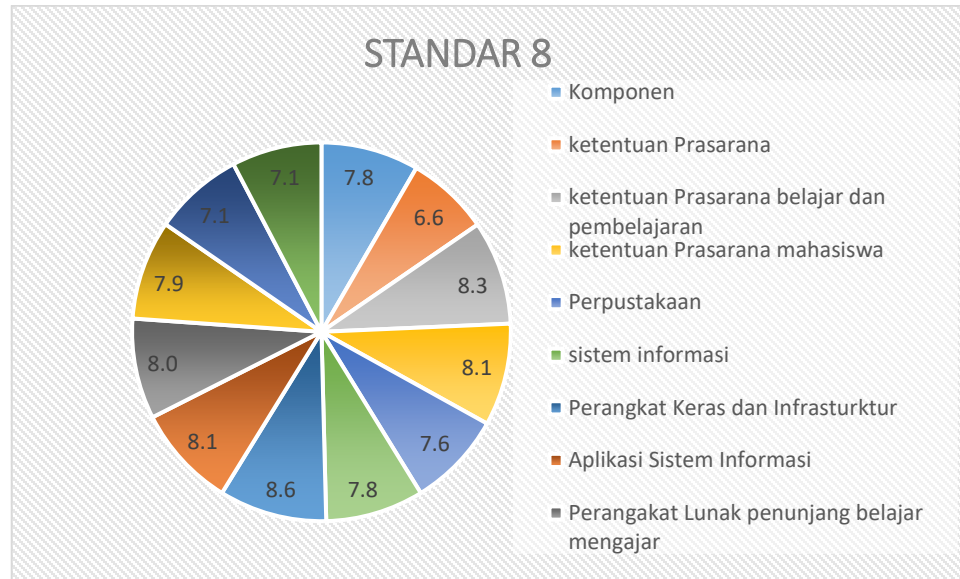 STANDAR 8
Komponen
ketentuan Prasarana
ketentuan Prasarana belajar dan
pembelajaran
ketentuan Prasarana mahasiswa
Perpustakaan
sistem informasi
Perangkat Keras dan Infrasturktur
Aplikasi Sistem Informasi
Perangakat Lunak penunjang belajar
mengajar
7.8
6.6
8.3
8.1
7.6
7.8
8.6
8.1
8.0
7.9
7.1
7.1